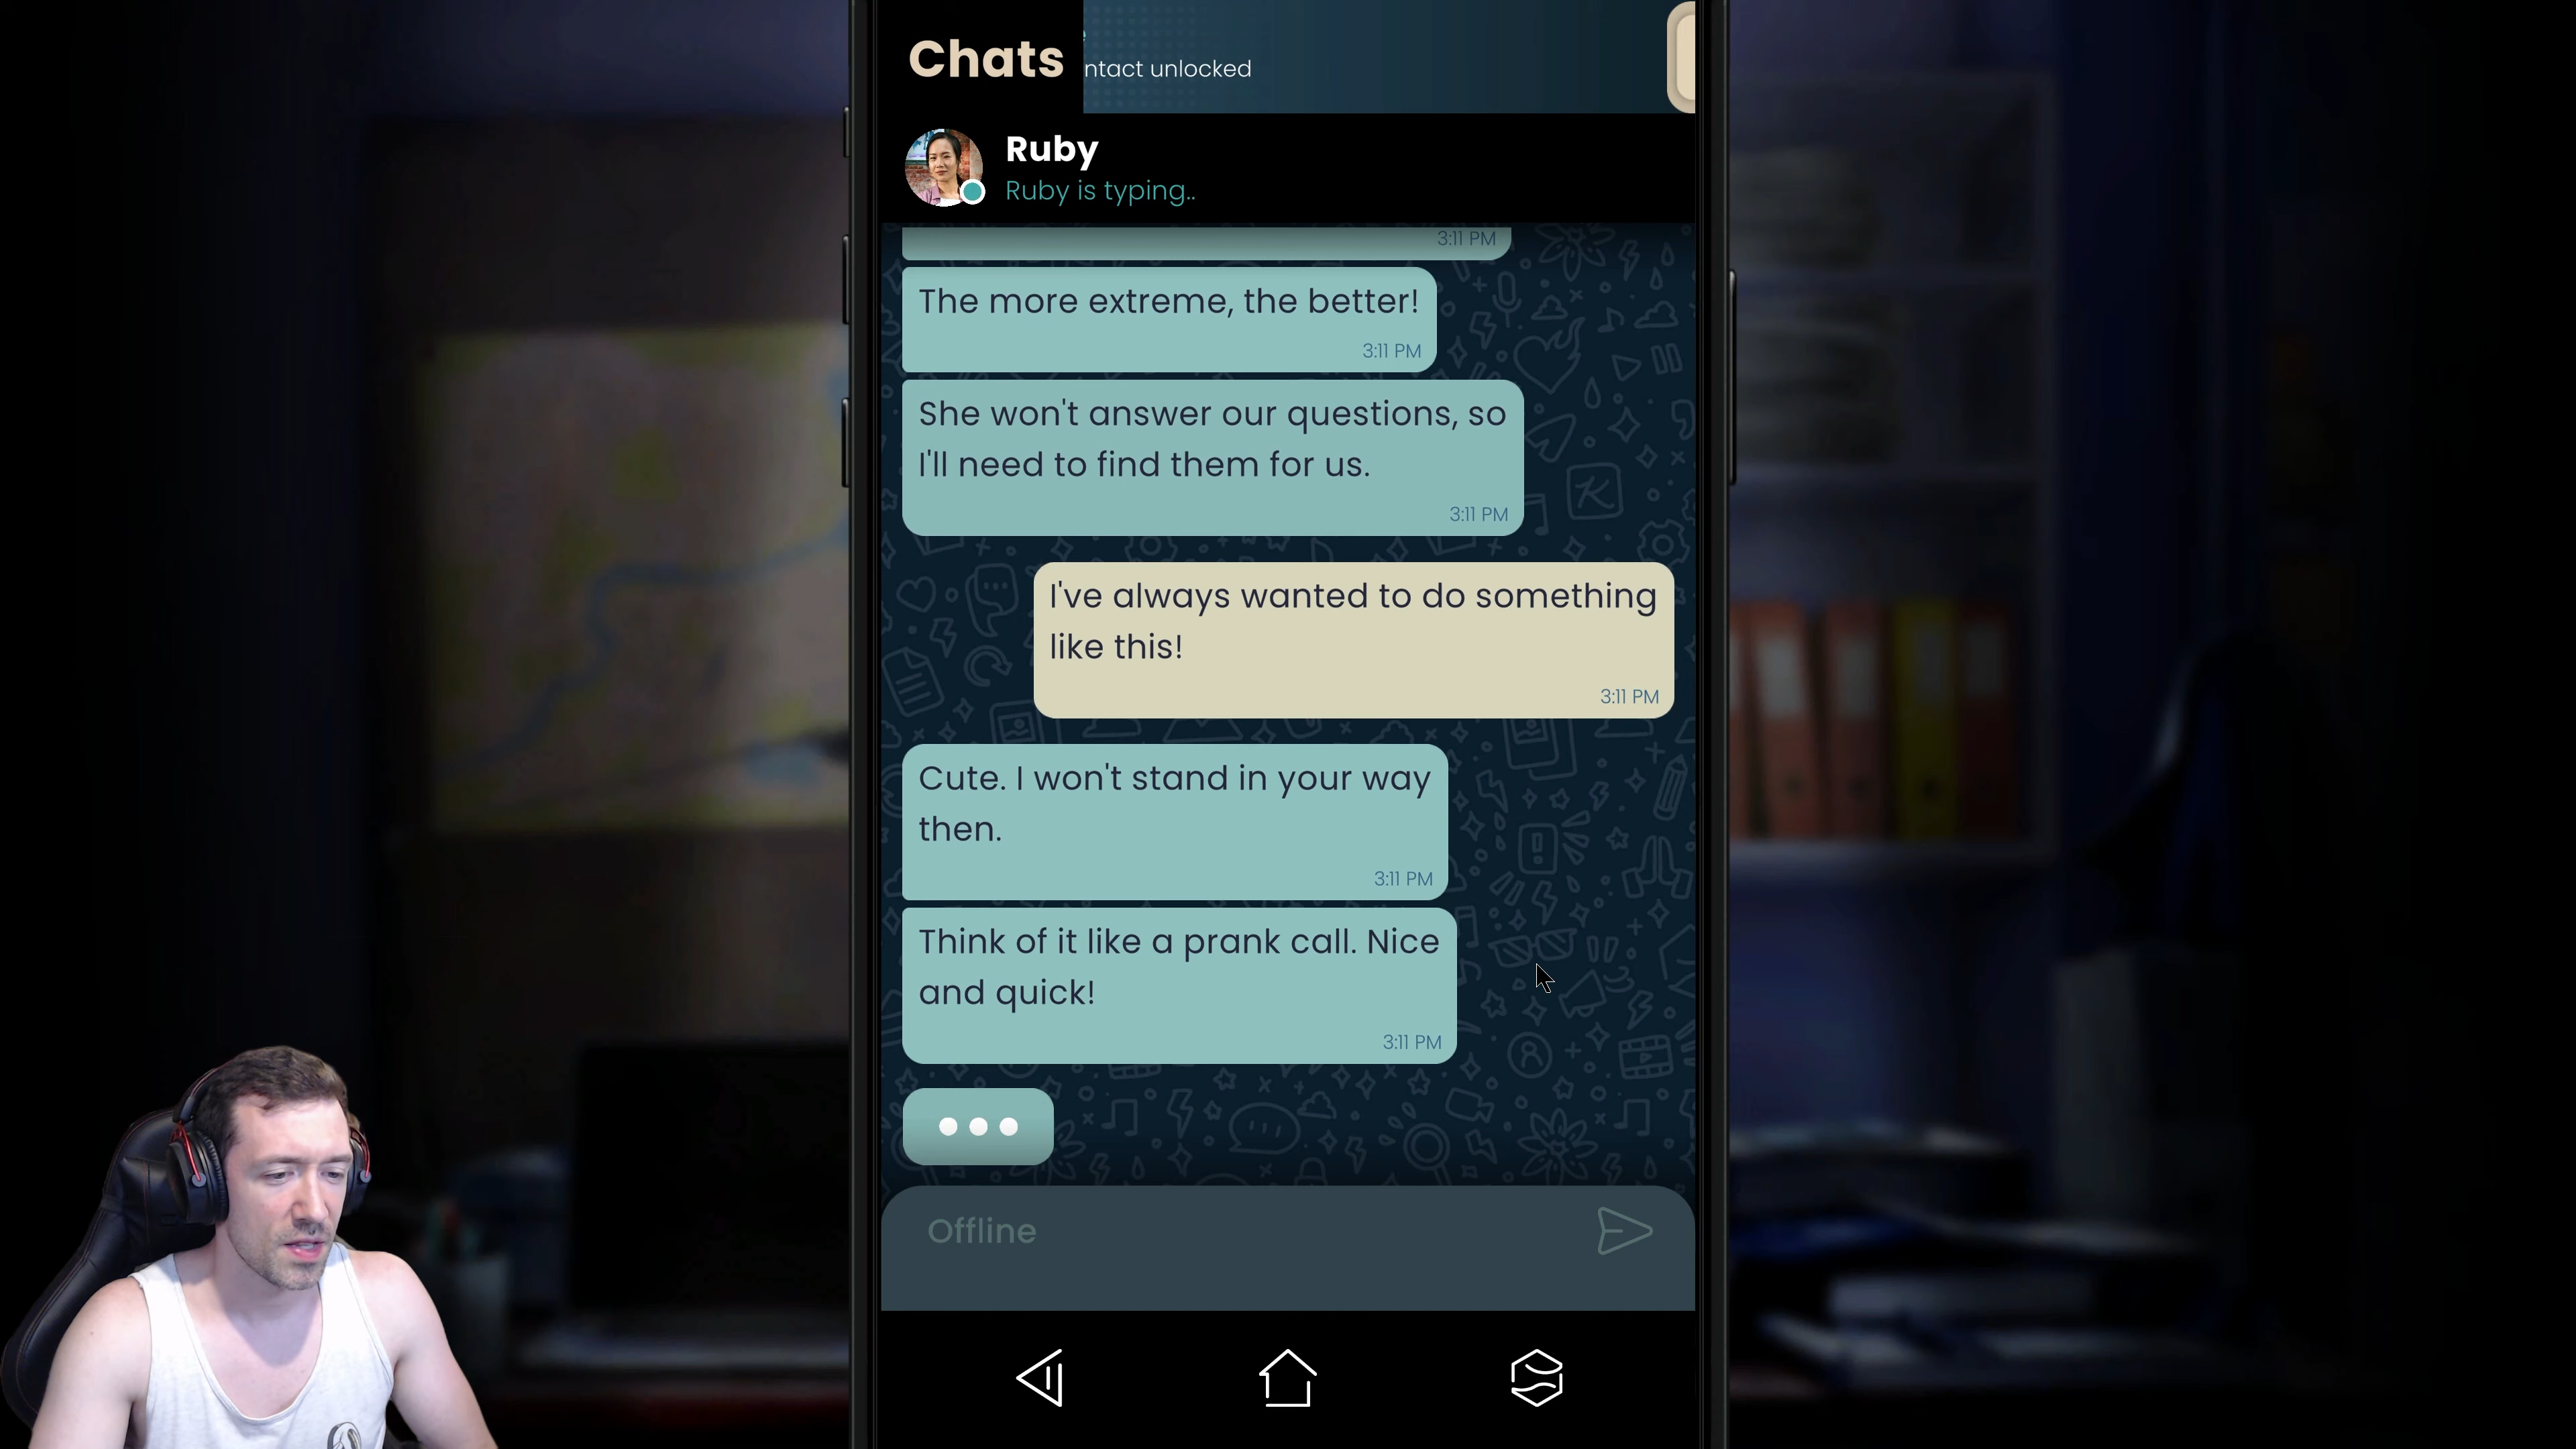 Chats
ntact unlocked
Ruby
Ruby is typing..
3:11 PM
The more extreme, the better!
3:11 PM
She won't answer our questions, so
I'll need to find them for us.
3:11 PM
I've always wanted to do something
like this!
3:11 PM
Cute. I won't stand in your way
then.
3:11 PM
Think of it like a prank call. Nice
and quick!
3:11 PM
Offline